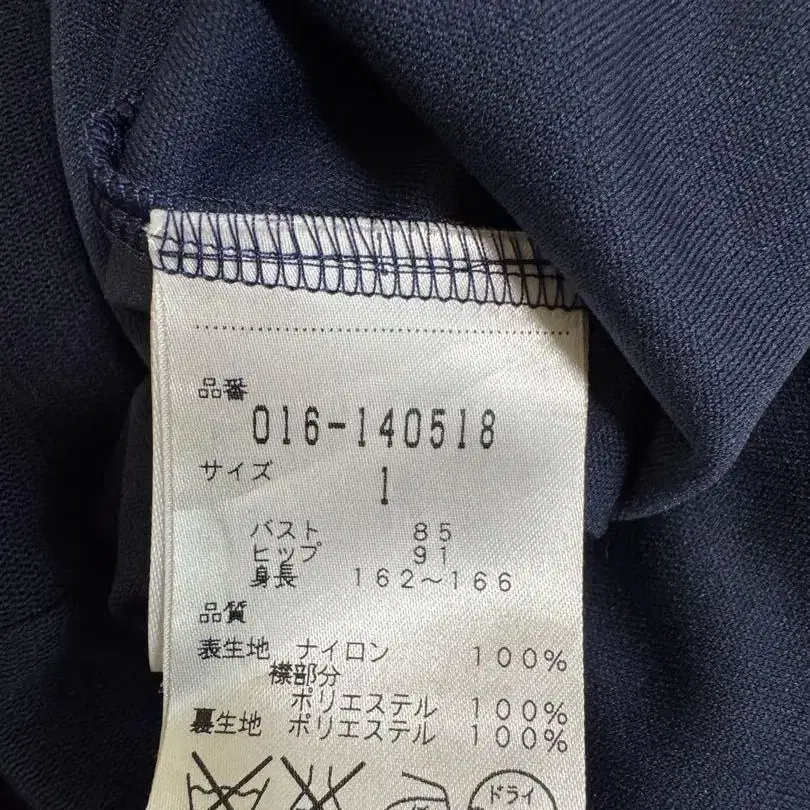 品番
016-140518
サイズ
1
バスト 85
ヒップ 91
身長 162～166
品質
表生地 ナイロン 100%
襟部分
ポリエステル 100%
裏生地 ポリエステル 100%
ドライ